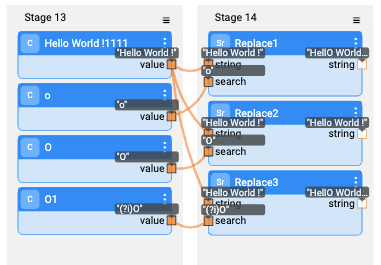 Stage 13
C Hello World !1111
"Hello World !"
value
C o
"o"
value
C O
"O"
value
C O1
"(?i)O"
value
Stage 14
Sr Replace1
"Hello World !"
"HellO WOrl...
string
string
"o"
search
Sr Replace2
"Hello World !"
"Hello World !"
string
string
"O"
search
Sr Replace3
"Hello World !"
"HellO WOrld...
string
string
"(?i)O"
search